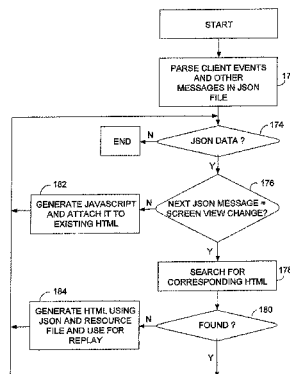 START
PARSE CLIENT EVENTS
AND OTHER
MESSAGES IN JSON
FILE
174
JSON DATA ?
N
END
Y
182
176
GENERATE JAVASCRIPT
AND ATTACH IT TO
EXISTING HTML
N
NEXT JSON MESSAGE =
SCREEN VIEW CHANGE?
Y
178
SEARCH FOR
CORRESPONDING HTML
184
180
GENERATE HTML USING
JSON AND RESOURCE
FILE AND USE FOR
REPLAY
N
FOUND ?
Y